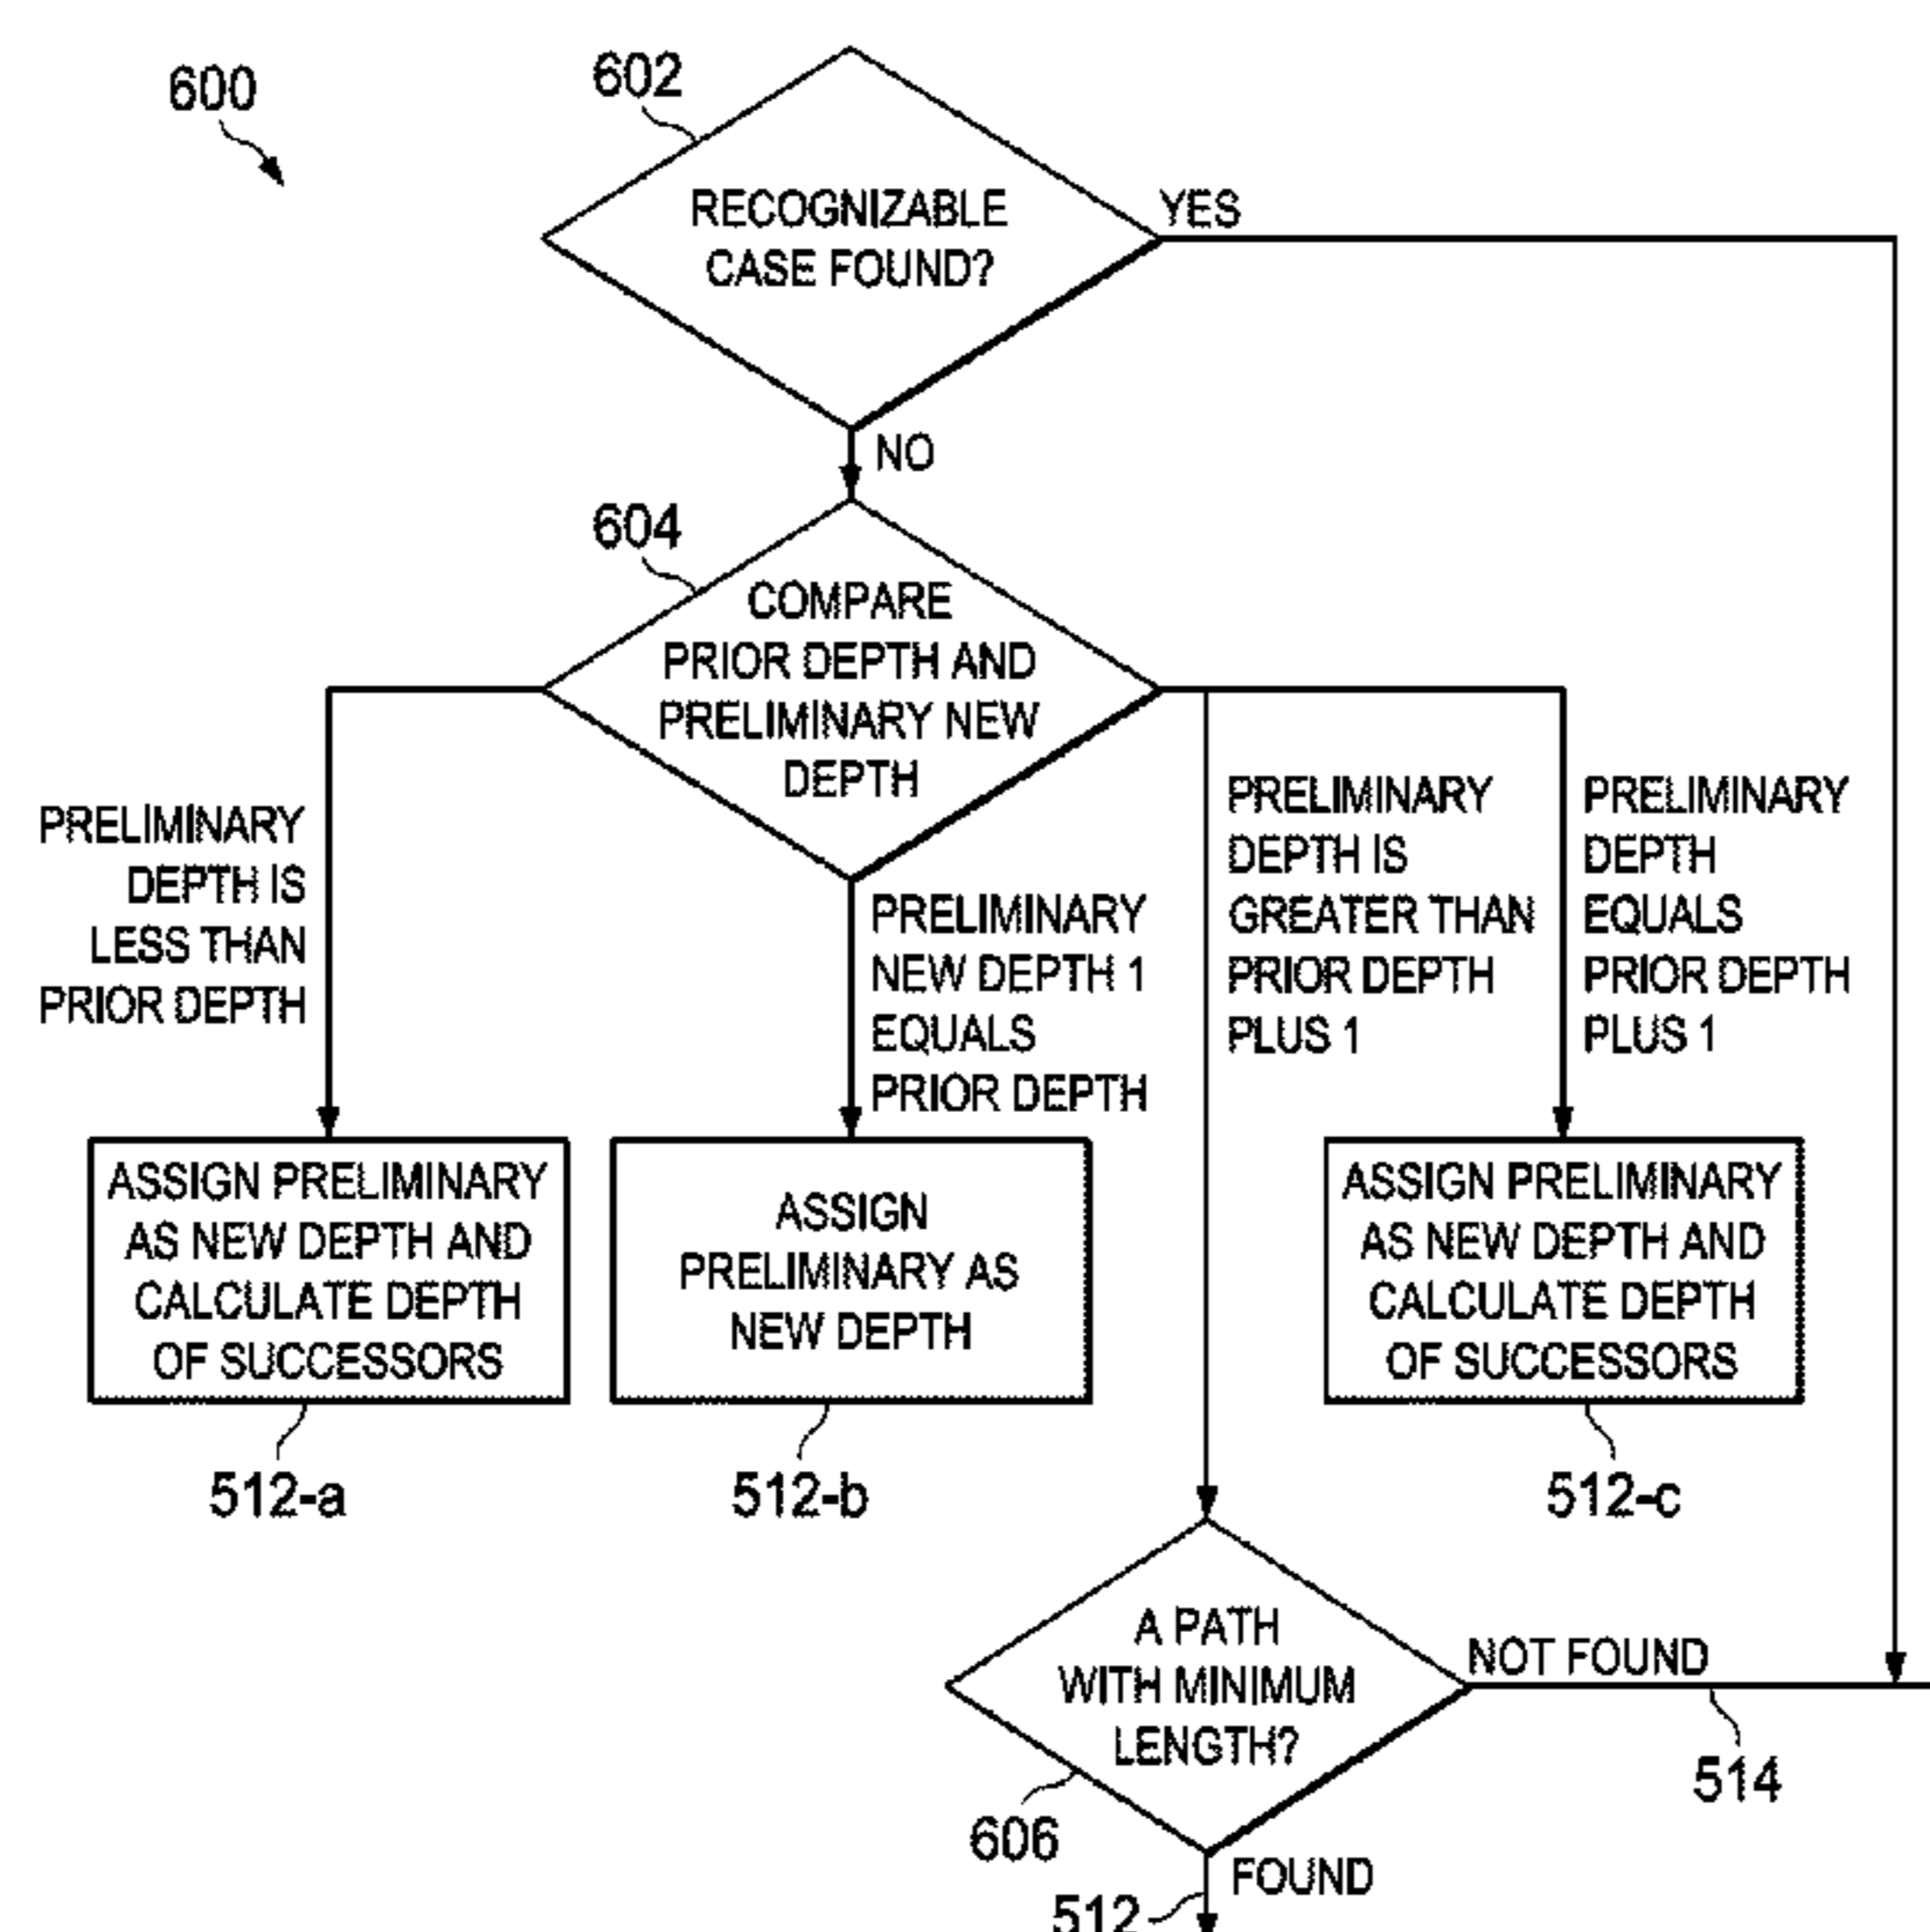 600
602
RECOGNIZABLE
CASE FOUND?
YES
NO
604
COMPARE
PRIOR DEPTH AND
PRELIMINARY NEW
DEPTH
PRELIMINARY
DEPTH IS
LESS THAN
PRIOR DEPTH
PRELIMINARY
NEW DEPTH 1
EQUALS
PRIOR DEPTH
PRELIMINARY
DEPTH IS
GREATER THAN
PRIOR DEPTH
PLUS 1
PRELIMINARY
DEPTH
EQUALS
PRIOR DEPTH
PLUS 1
ASSIGN PRELIMINARY
AS NEW DEPTH AND
CALCULATE DEPTH
OF SUCCESSORS
512-a
ASSIGN
PRELIMINARY AS
NEW DEPTH
512-b
ASSIGN PRELIMINARY
AS NEW DEPTH AND
CALCULATE DEPTH
OF SUCCESSORS
512-c
A PATH
WITH MINIMUM
LENGTH?
NOT FOUND
514
606
FOUND
512